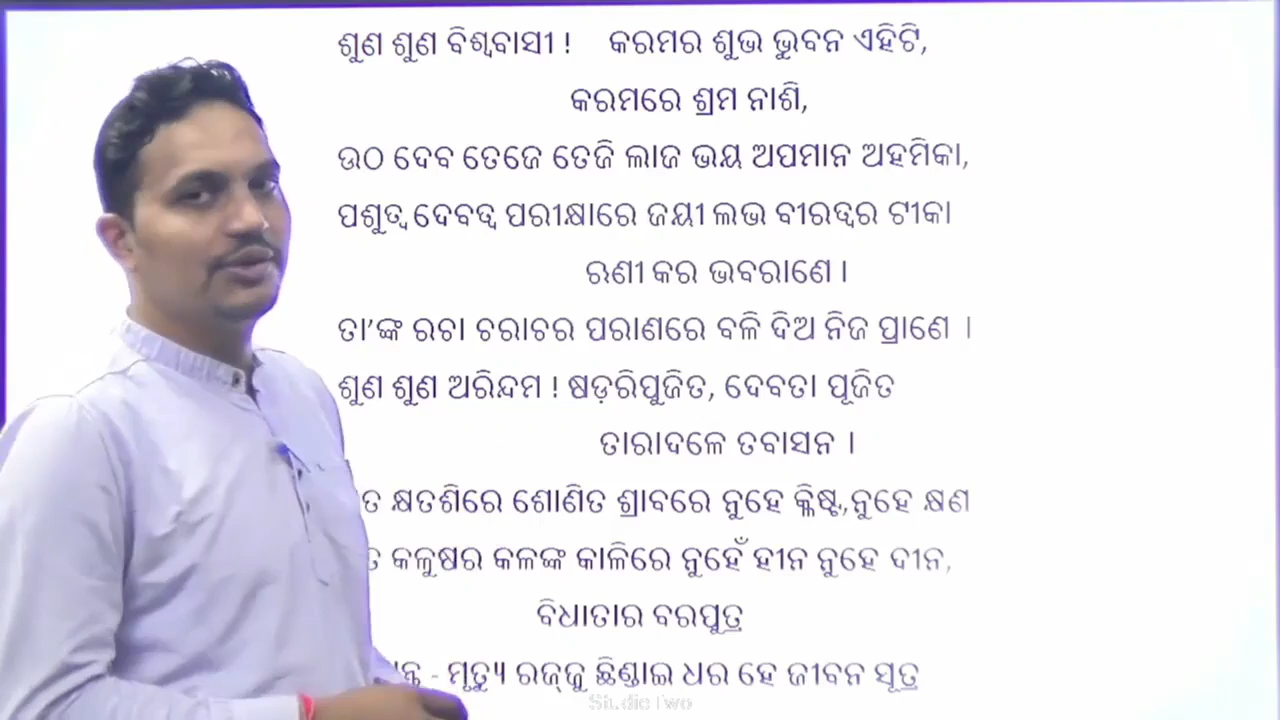 ଶୁଣ ଶୁଣ ବିଶ୍ୱବାସୀ ! କରମର ଶୁଭ ଭୁବନ ଏହିଟି,
କରମରେ ଶ୍ରମ ନାଶି,
ଉଠ ଦେବ ତେଜେ ତେଜି ଲାଜ ଭୟ ଅପମାନ ଅହମିକା,
ପଶୁତ୍ୱ ଦେବତ୍ୱ ପରୀକ୍ଷାରେ ଜୟୀ ଲଭ ବୀରତ୍ୱର ଟୀକା
ଋଣୀ କର ଭବରାଣେ ।
ତା’ଙ୍କ ରଚା ଚରାଚର ପରାଣରେ ବଳି ଦିଅ ନିଜ ପ୍ରାଣେ ।
ଶୁଣ ଶୁଣ ଅରିନ୍ଦମ ! ଷଡ଼ରିପୁଜିତ, ଦେବତା ପୂଜିତ
ତାରାଦଳେ ତବାସନ ।
କ୍ଷତଶିରେ ଶୋଣିତ ଶ୍ରାବରେ ନୁହେ କ୍ଳିଷ୍ଟ,ନୁହେ କ୍ଷଣ
କଳୁଷର କଳଙ୍କ କାଳିରେ ନୁହେଁ ହୀନ ନୁହେ ଦୀନ,
ବିଧାତାର ବରପୁତ୍ର
- ମୃତ୍ୟୁ ରଜ୍ଜୁ ଛିଣ୍ଡାଇ ଧର ହେ ଜୀବନ ସୂତ୍ର